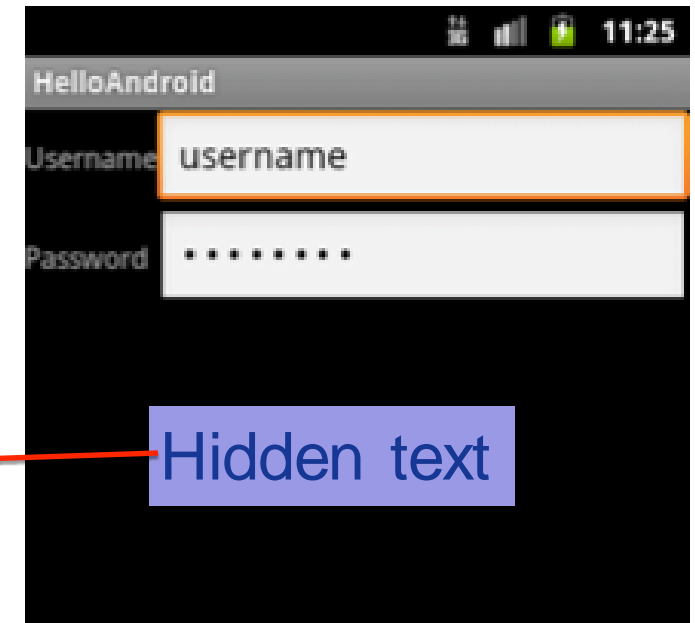 11:25
HelloAndroid
Username username
Password ••••••••
Hidden text